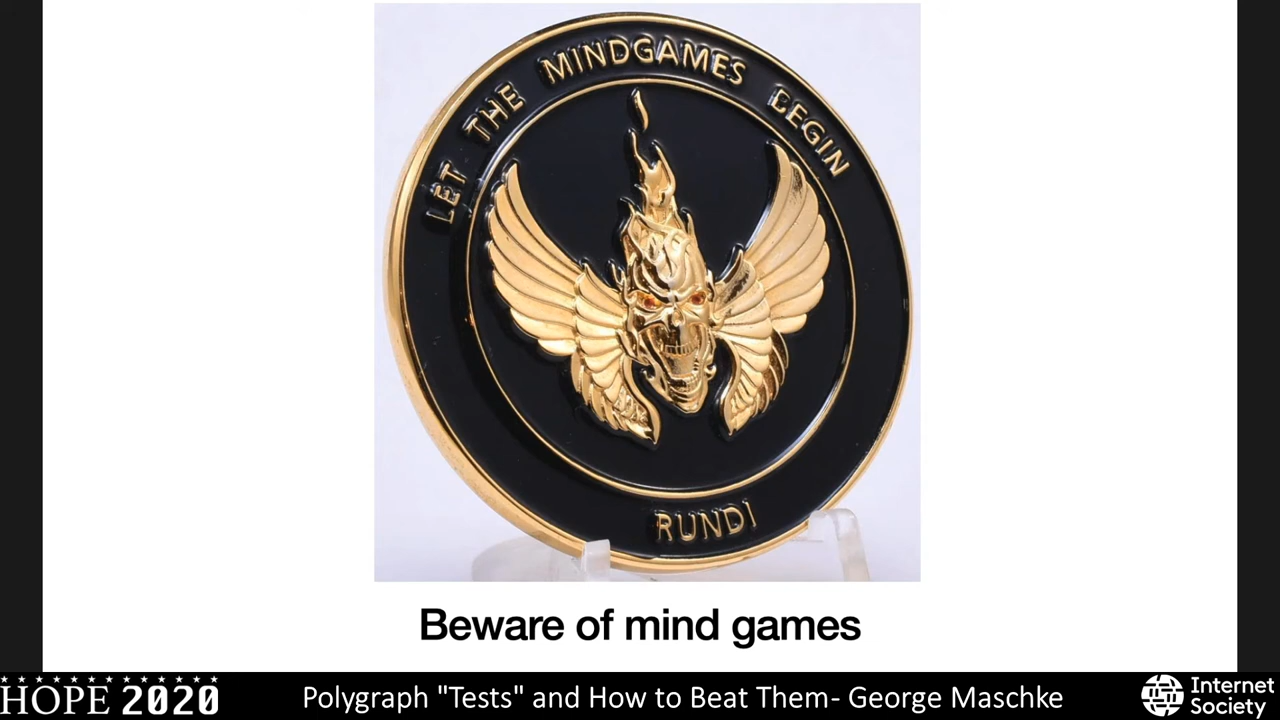 LET THE MINDGAMES BEGIN
RUNDI
Beware of mind games
HOPE 2020
Polygraph "Tests" and How to Beat Them- George Maschke
Internet
Society